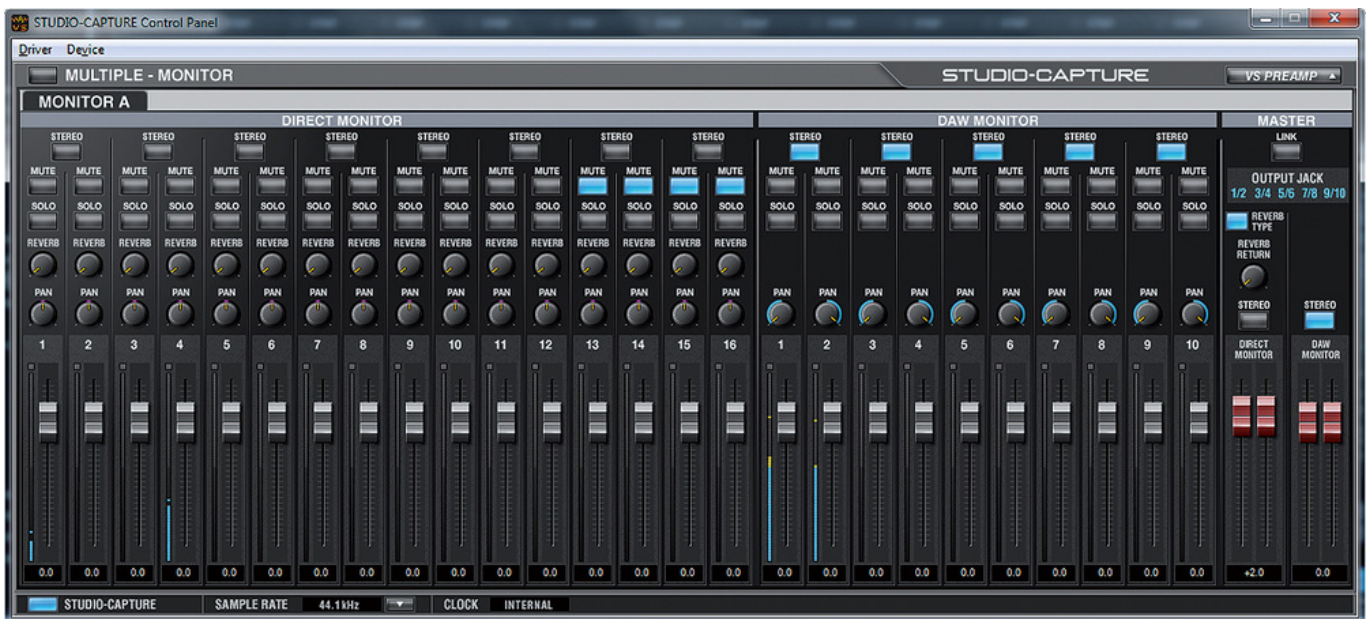 STUDIO-CAPTURE Control Panel
Driver Device
MULTIPLE - MONITOR STUDIO-CAPTURE VS PREAMP
MONITOR A
DIRECT MONITOR DAW MONITOR MASTER
STEREO STEREO STEREO STEREO STEREO STEREO STEREO STEREO STEREO STEREO STEREO STEREO STEREO LINK
MUTE MUTE MUTE MUTE MUTE MUTE MUTE MUTE MUTE MUTE MUTE MUTE MUTE MUTE MUTE MUTE MUTE MUTE MUTE MUTE MUTE MUTE MUTE MUTE MUTE MUTE
OUTPUT JACK
1/2 3/4 5/6 7/8 9/10
SOLO SOLO SOLO SOLO SOLO SOLO SOLO SOLO SOLO SOLO SOLO SOLO SOLO SOLO SOLO SOLO SOLO SOLO SOLO SOLO SOLO SOLO SOLO SOLO SOLO SOLO
REVERB TYPE
REVERB REVERB REVERB REVERB REVERB REVERB REVERB REVERB REVERB REVERB REVERB REVERB REVERB REVERB REVERB REVERB
REVERB RETURN
PAN PAN PAN PAN PAN PAN PAN PAN PAN PAN PAN PAN PAN PAN PAN PAN PAN PAN PAN PAN PAN PAN PAN PAN PAN PAN
STEREO STEREO
1 2 3 4 5 6 7 8 9 10 11 12 13 14 15 16 1 2 3 4 5 6 7 8 9 10
DIRECT MONITOR DAW MONITOR
0.0 0.0 0.0 0.0 0.0 0.0 0.0 0.0 0.0 0.0 0.0 0.0 0.0 0.0 0.0 0.0 0.0 0.0 0.0 0.0 0.0 0.0 0.0 0.0 0.0 0.0 +2.0 0.0
STUDIO-CAPTURE SAMPLE RATE 44.1kHz CLOCK INTERNAL